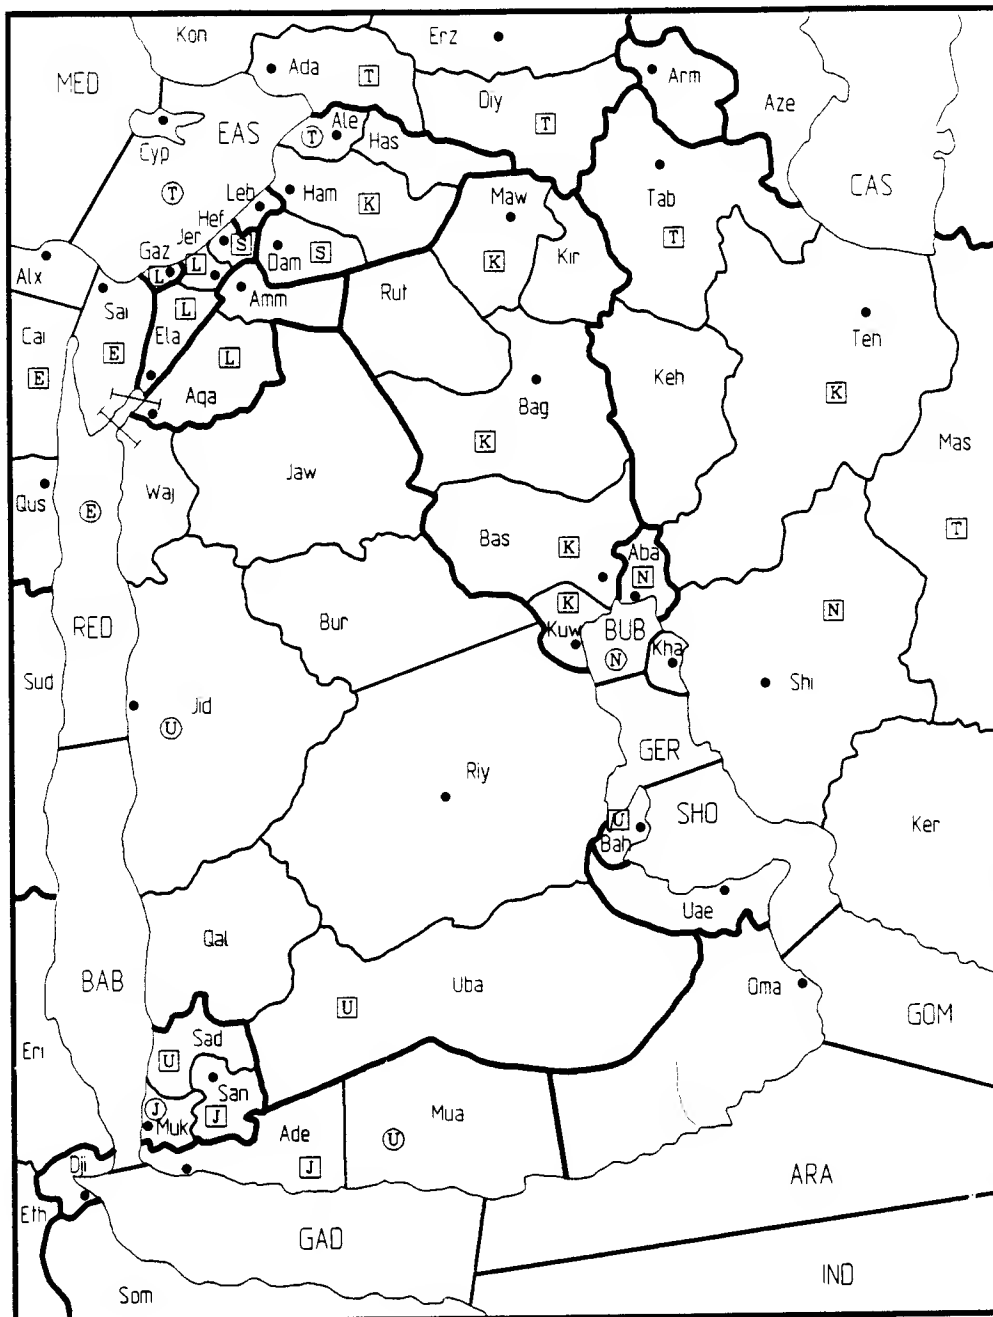 Kon
Erz
MED
Ada
T
Arm
Diy
Aze
T
EAS
T
Ale
Has
Cyp
CAS
T
Ham
Maw
Tab
Leb
K
Hef
Jer
S
S
T
Gaz
L
L
Dam
K
Kir
Alx
Sai
Amm
Rut
L
Cai
Ela
Ten
E
L
E
Aqa
Keh
K
Bag
K
Mas
Jaw
Waj
Qus
E
T
Bas
K
Aba
N
K
N
Bur
RED
Kuw
BUB
N
Kha
Sud
Shi
Jid
U
GER
Riy
SHO
U
Bah
Ker
Uae
Qal
BAB
Uba
Oma
U
GOM
Sad
Eri
U
San
J
Muk
J
Ade
Mua
U
J
Dji
ARA
Eth
GAD
IND
Som